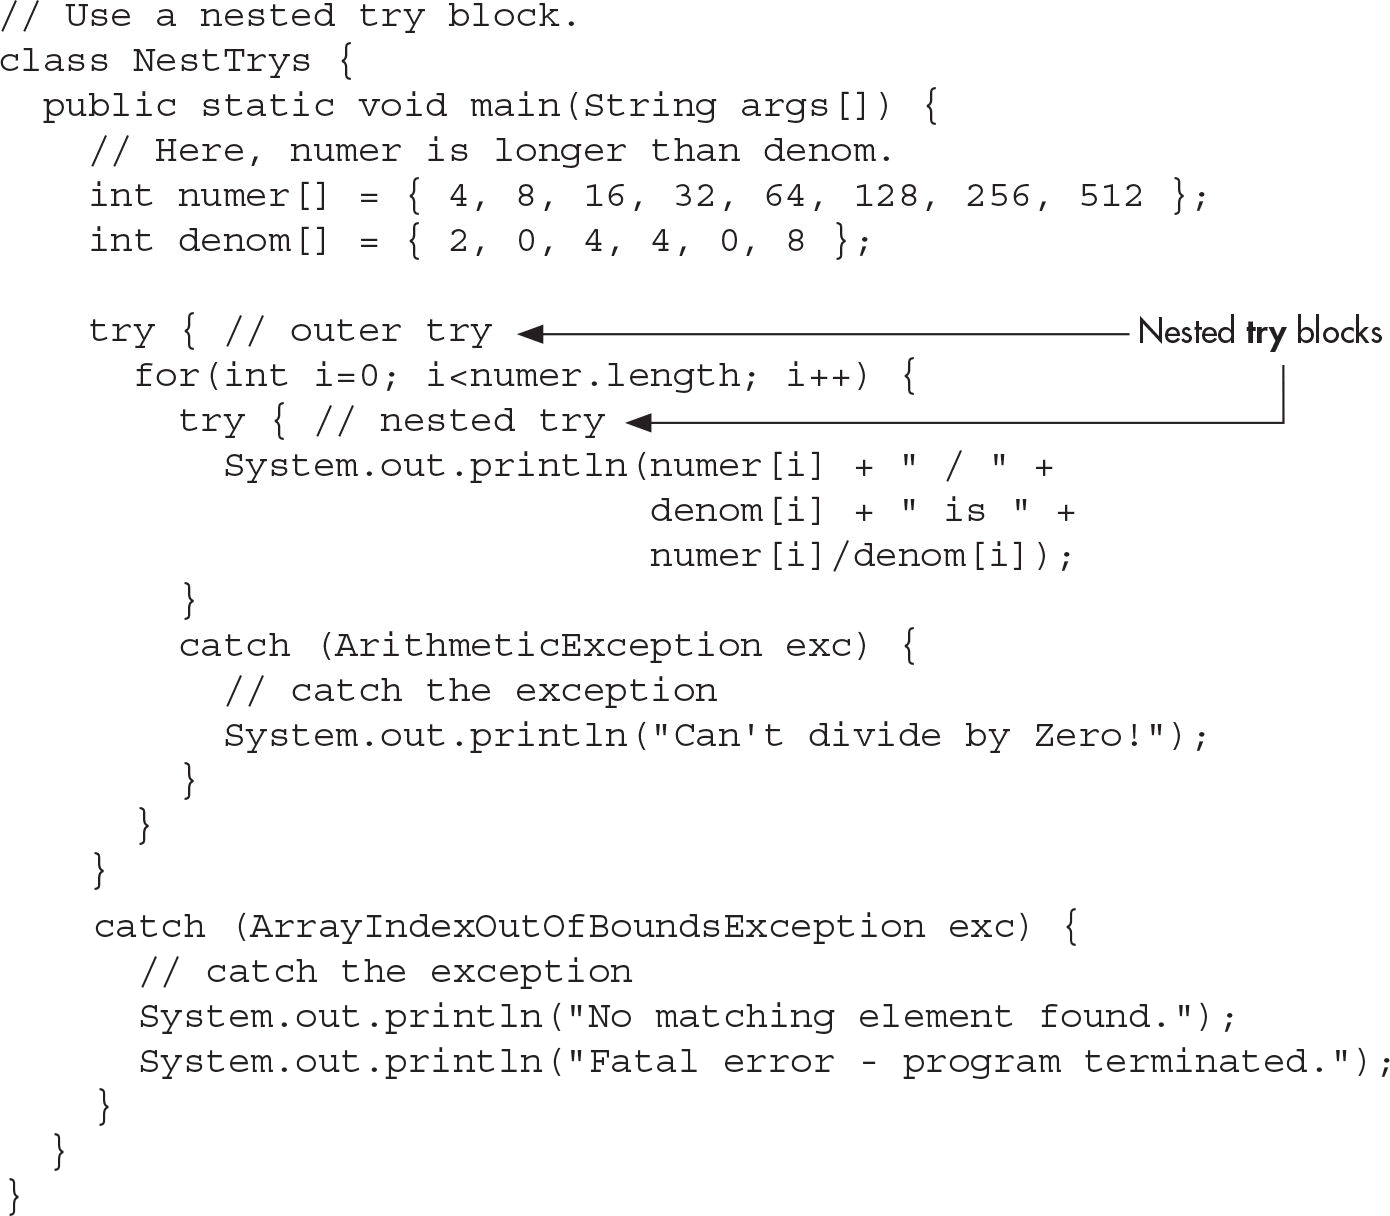 // Use a nested try block.
class NestTrys {
  public static void main(String args[]) {
    // Here, numer is longer than denom.
    int numer[] = { 4, 8, 16, 32, 64, 128, 256, 512 };
    int denom[] = { 2, 0, 4, 4, 0, 8 };

    try { // outer try Nested try blocks
      for(int i=0; i<numer.length; i++) {
        try { // nested try
          System.out.println(numer[i] + " / " +
                             denom[i] + " is " +
                             numer[i]/denom[i]);
        }
        catch (ArithmeticException exc) {
          // catch the exception
          System.out.println("Can't divide by Zero!");
        }
      }
    }
    catch (ArrayIndexOutOfBoundsException exc) {
      // catch the exception
      System.out.println("No matching element found.");
      System.out.println("Fatal error - program terminated.");
    }
  }
}